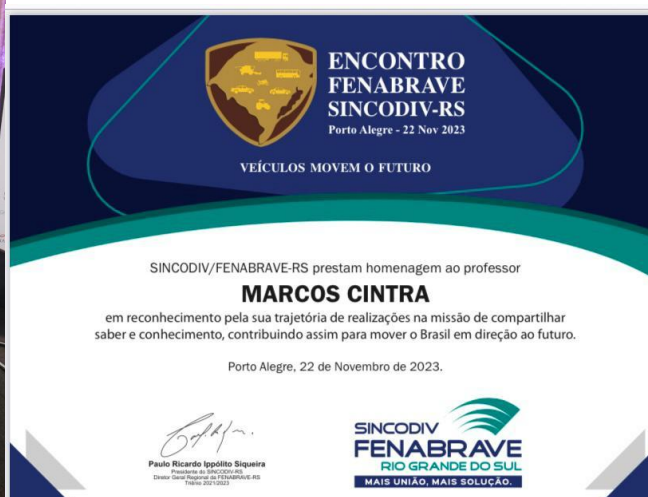 ENCONTRO
FENABRAVE
SINCODIV-RS
Porto Alegre - 22 Nov 2023
VEÍCULOS MOVEM O FUTURO
SINCODIV/FENABRAVE-RS prestam homenagem ao professor
MARCOS CINTRA
em reconhecimento pela sua trajetória de realizações na missão de compartilhar
saber e conhecimento, contribuindo assim para mover o Brasil em direção ao futuro.
Porto Alegre, 22 de Novembro de 2023.
Paulo Ricardo Ippólito Siqueira
Presidente do SINCODIV-RS
Diretor Geral Regional da FENABRAVE-RS
Triênio 2021/2023
SINCODIV
FENABRAVE
RIO GRANDE DO SUL
MAIS UNIÃO, MAIS SOLUÇÃO.